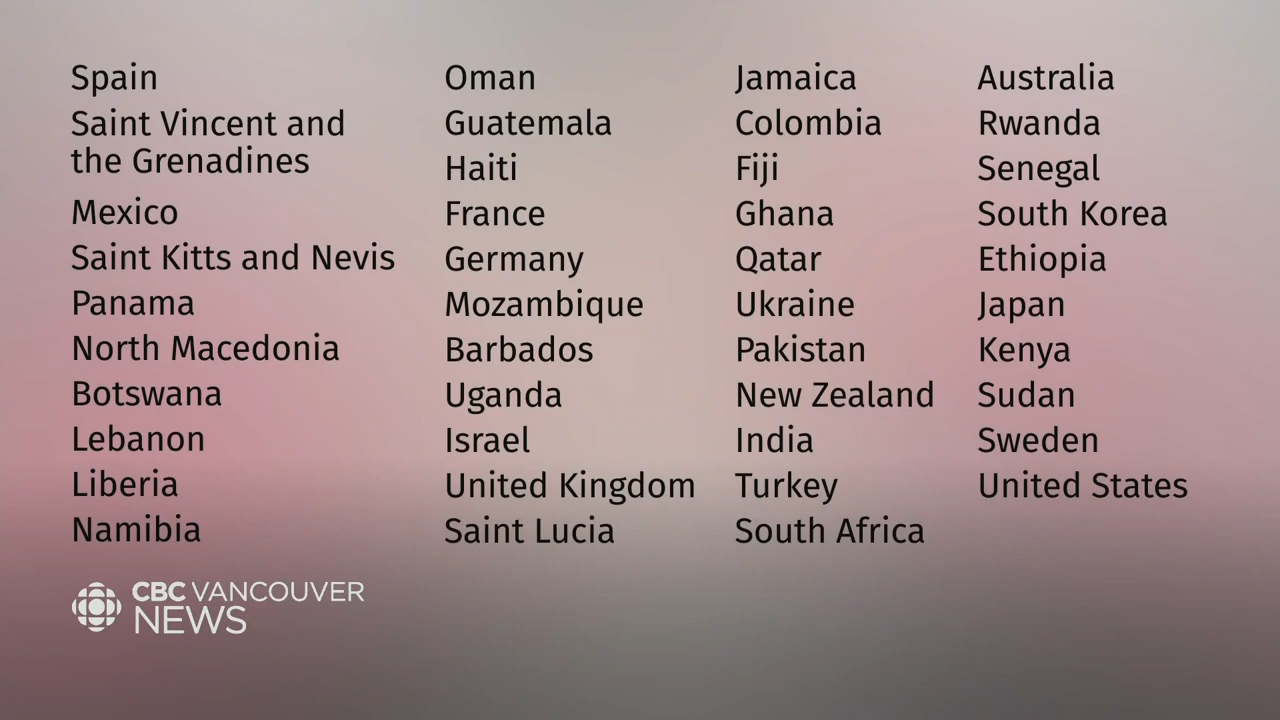 Spain
Saint Vincent and
the Grenadines
Mexico
Saint Kitts and Nevis
Panama
North Macedonia
Botswana
Lebanon
Liberia
Namibia
Oman
Guatemala
Haiti
France
Germany
Mozambique
Barbados
Uganda
Israel
United Kingdom
Saint Lucia
Jamaica
Colombia
Fiji
Ghana
Qatar
Ukraine
Pakistan
New Zealand
India
Turkey
South Africa
Australia
Rwanda
Senegal
South Korea
Ethiopia
Japan
Kenya
Sudan
Sweden
United States
CBC VANCOUVER
NEWS